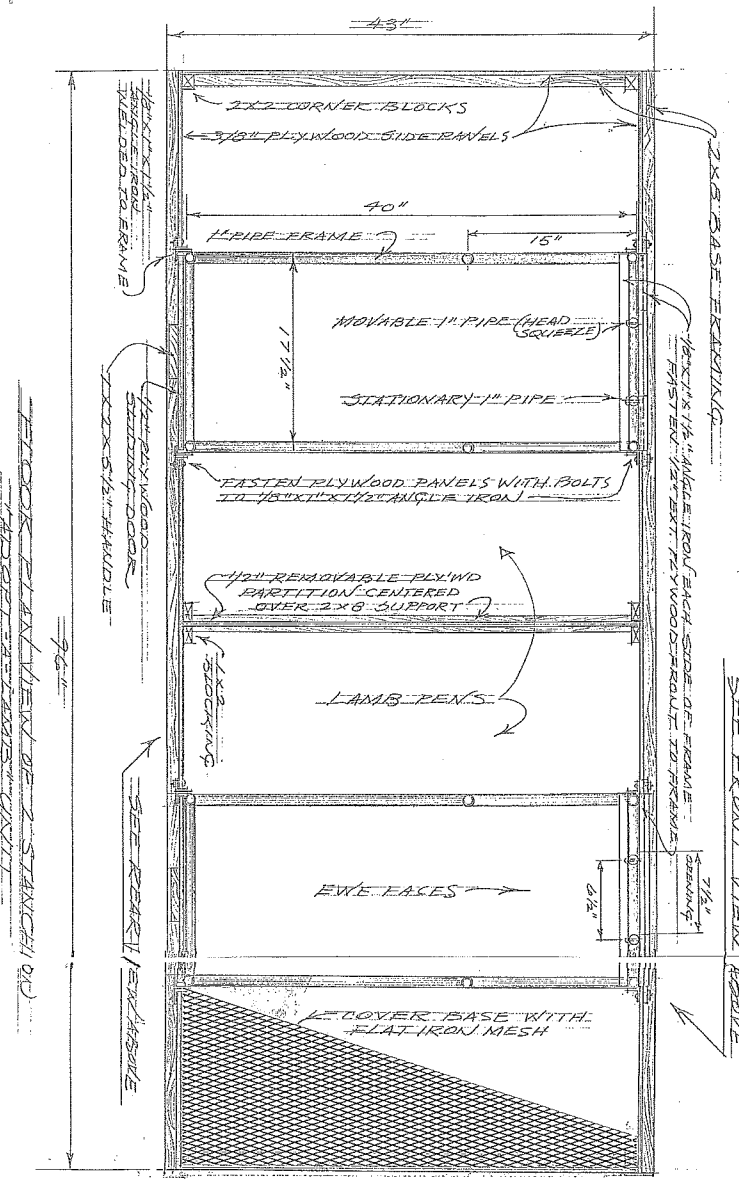 43"
2X2 CORNER BLOCKS
3/8" PLYWOOD SIDE PANELS
2X8 BASE FRAMING
1/8"X1"X1 1/2"
ANGLE IRON
WELDED TO FRAME
40"
1" PIPE FRAME
15"
MOVABLE 1" PIPE (HEAD
SQUEEZE)
17 1/2"
STATIONARY 1" PIPE
1/8"X1"X1 1/2" ANGLE IRON EACH SIDE OF FRAME
FASTEN 1/2" EXT. PLYWOOD FRONT TO FRAME
1/2" PLYWOOD
SLIDING DOOR
1X2X5 1/2" HANDLE
FASTEN PLYWOOD PANELS WITH BOLTS
TO 1/8"X1"X1 1/2" ANGLE IRON
1/2" REMOVABLE PLYWD
PARTITION CENTERED
OVER 2X8 SUPPORT
1X2
BLOCKING
LAMB PENS
96"
SEE FRONT VIEW ABOVE
SEE REAR VIEW ABOVE
EWE FACES
6 1/2"
7 1/2"
OPENING
COVER BASE WITH
FLAT IRON MESH
FLOOR PLAN VIEW OF 2 STANCHION
"ADOPT-A-LAMB" UNIT